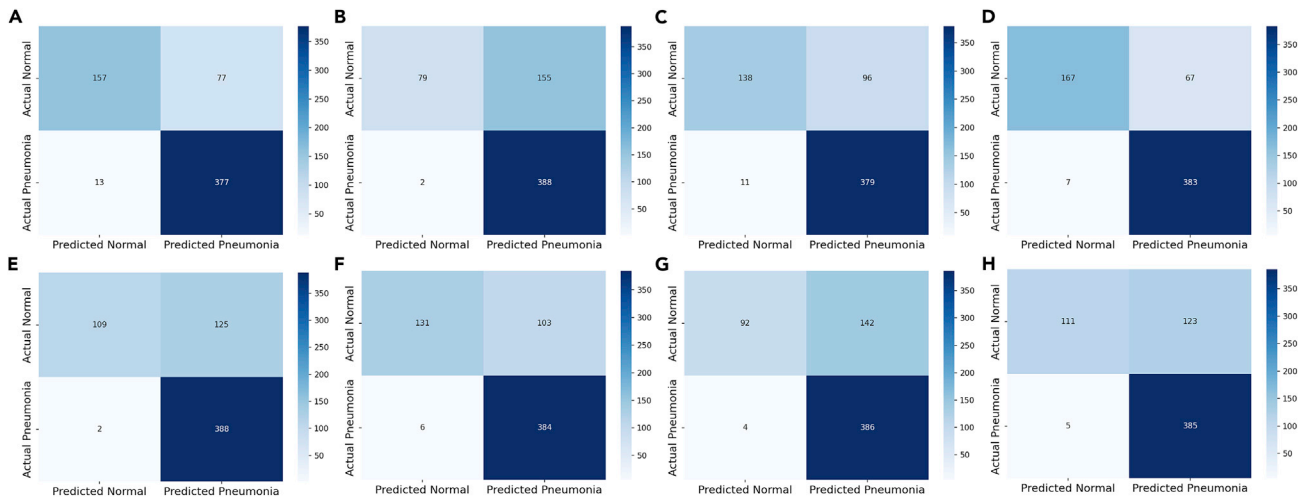 A
Actual Normal
Actual Pneumonia
157
77
13
377
Predicted Normal
Predicted Pneumonia
350
300
250
200
150
100
50
B
Actual Normal
Actual Pneumonia
79
155
2
388
Predicted Normal
Predicted Pneumonia
350
300
250
200
150
100
50
C
Actual Normal
Actual Pneumonia
138
96
11
379
Predicted Normal
Predicted Pneumonia
350
300
250
200
150
100
50
D
Actual Normal
Actual Pneumonia
167
67
7
383
Predicted Normal
Predicted Pneumonia
350
300
250
200
150
100
50
E
Actual Normal
Actual Pneumonia
109
125
2
388
Predicted Normal
Predicted Pneumonia
350
300
250
200
150
100
50
F
Actual Normal
Actual Pneumonia
131
103
6
384
Predicted Normal
Predicted Pneumonia
350
300
250
200
150
100
50
G
Actual Normal
Actual Pneumonia
92
142
4
386
Predicted Normal
Predicted Pneumonia
350
300
250
200
150
100
50
H
Actual Normal
Actual Pneumonia
111
123
5
385
Predicted Normal
Predicted Pneumonia
350
300
250
200
150
100
50